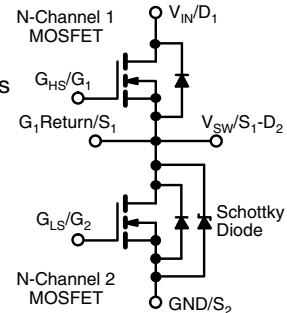 N-Channel 1
MOSFET
V_IN/D_1
s
G_HS/G_1
G_1Return/S_1
V_SW/S_1-D_2
G_LS/G_2
Schottky
Diode
N-Channel 2
MOSFET
GND/S_2